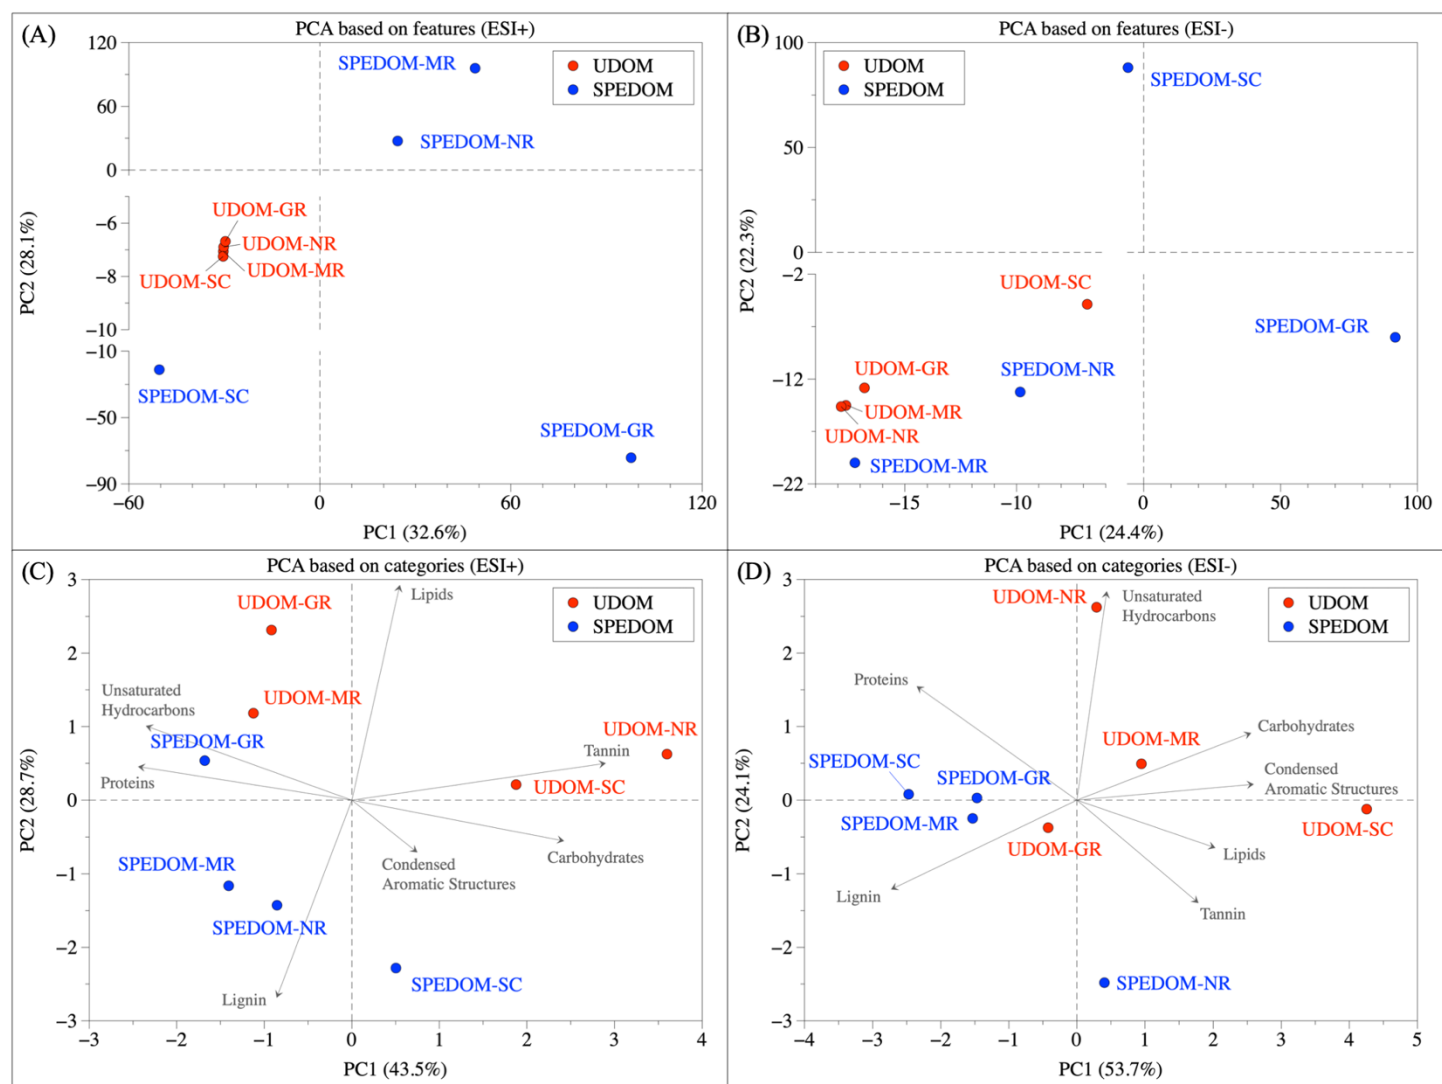 (A)
PCA based on features (ESI+)
120
60
0
−6
−8
−10
−10
−50
−90
−60
0
60
120
PC2 (28.1%)
PC1 (32.6%)
UDOM
SPEDOM
SPEDOM-MR
SPEDOM-NR
UDOM-GR
UDOM-NR
UDOM-MR
UDOM-SC
SPEDOM-SC
SPEDOM-GR
(B)
PCA based on features (ESI-)
100
50
0
−2
−12
−22
−15
−10
0
50
100
PC2 (22.3%)
PC1 (24.4%)
UDOM
SPEDOM
SPEDOM-SC
UDOM-SC
SPEDOM-GR
UDOM-GR
SPEDOM-NR
UDOM-MR
UDOM-NR
SPEDOM-MR
(C)
PCA based on categories (ESI+)
3
2
1
0
−1
−2
−3
−3
−2
−1
0
1
2
3
4
PC2 (28.7%)
PC1 (43.5%)
UDOM
SPEDOM
Lipids
UDOM-GR
Unsaturated
Hydrocarbons
UDOM-MR
SPEDOM-GR
UDOM-NR
Tannin
Proteins
UDOM-SC
SPEDOM-MR
Condensed
Aromatic Structures
Carbohydrates
SPEDOM-NR
SPEDOM-SC
Lignin
(D)
PCA based on categories (ESI-)
3
2
1
0
−1
−2
−3
−4
−3
−2
−1
0
1
2
3
4
5
PC2 (24.1%)
PC1 (53.7%)
UDOM
SPEDOM
UDOM-NR
Unsaturated
Hydrocarbons
Proteins
Carbohydrates
UDOM-MR
SPEDOM-SC
SPEDOM-GR
Condensed
Aromatic Structures
SPEDOM-MR
UDOM-SC
UDOM-GR
Lipids
Lignin
Tannin
SPEDOM-NR